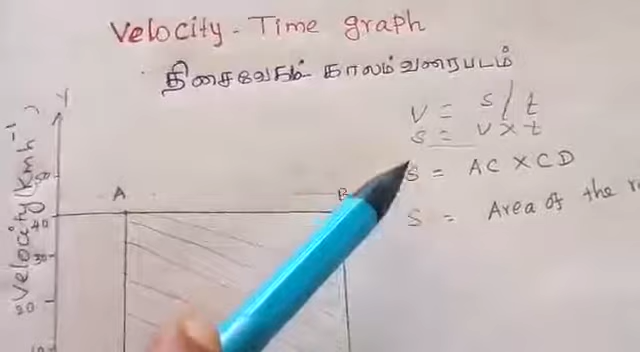 Velocity - Time graph
திசைவேகம் காலம் வரைபடம்
Y
V = s/t
s = v x t
s = AC X CD
s = Area of the
A
B
Velocity (kmh⁻¹)
40
30
20